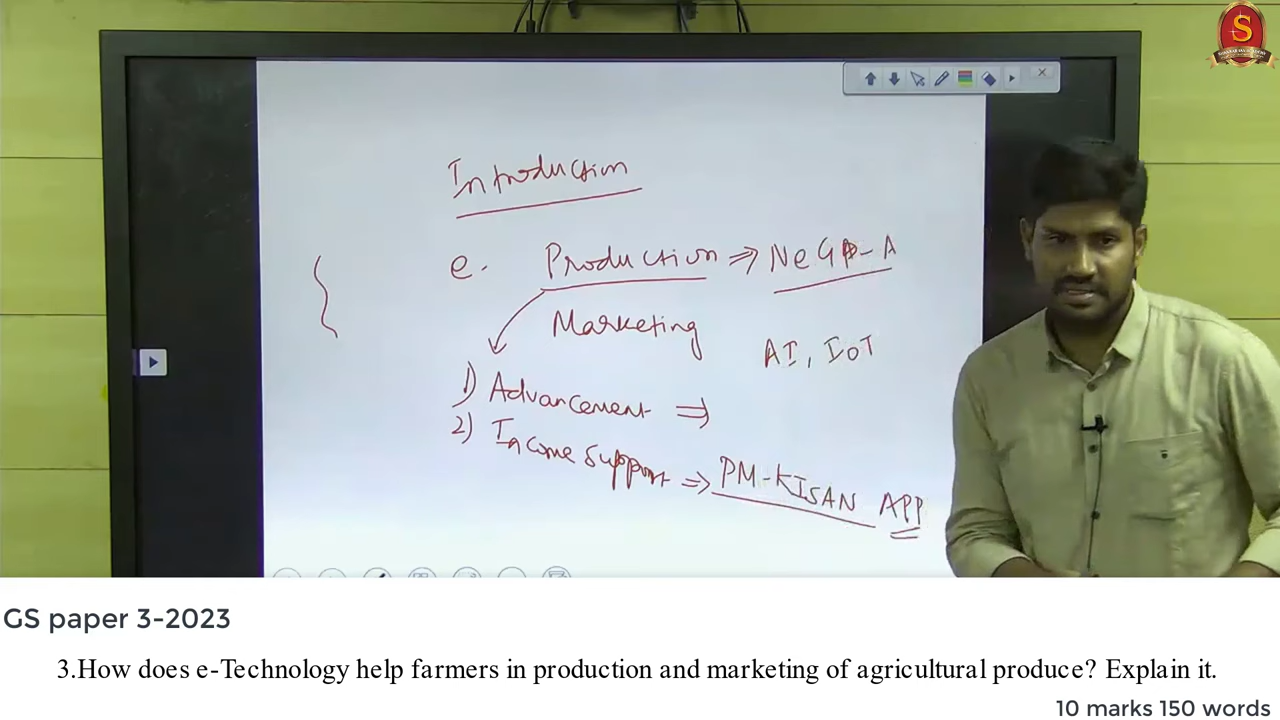 S
Introduction
e. Production ⇒ NeGP-A
Marketing
AI, IoT
1) Advancement ⇒
2) Income Support ⇒ PM-KISAN APP
GS paper 3-2023
3.How does e-Technology help farmers in production and marketing of agricultural produce? Explain it.
10 marks 150 words